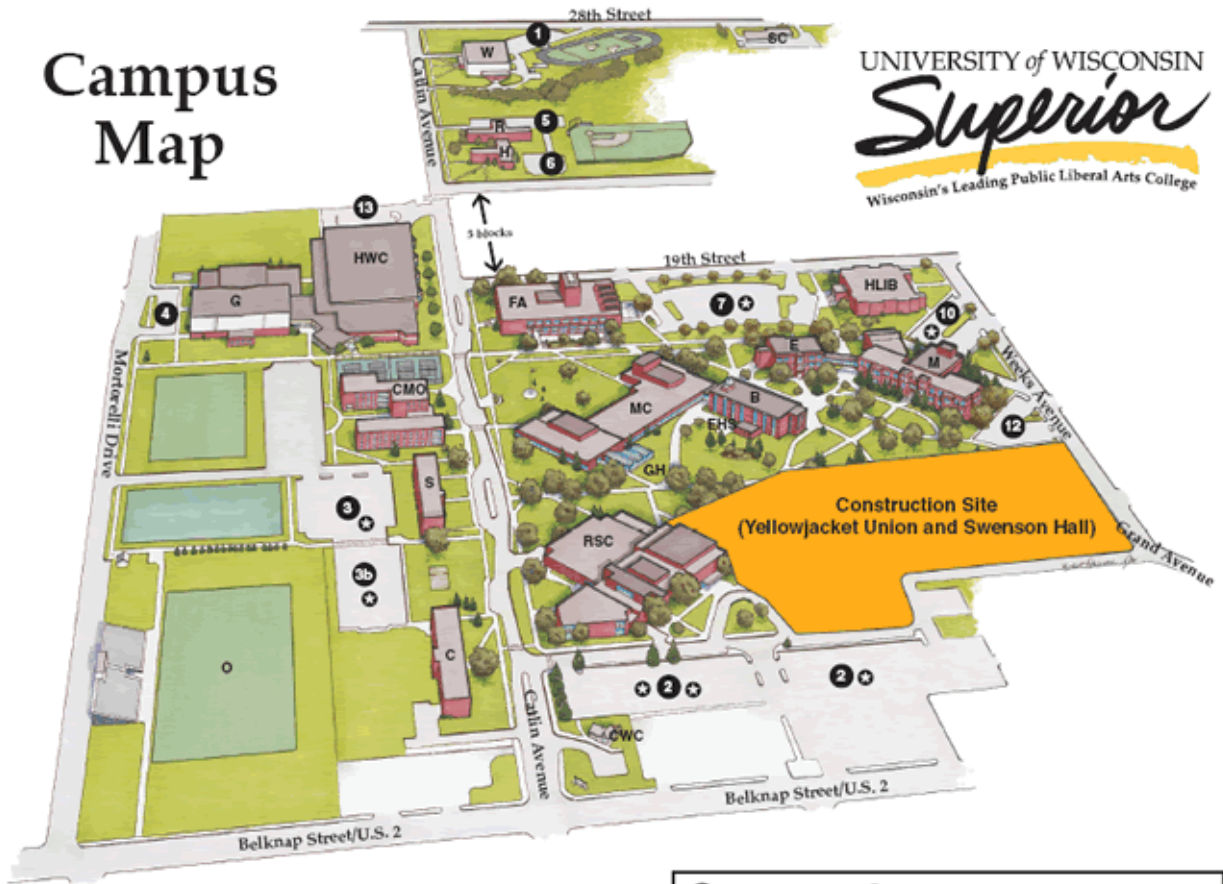 Campus
Map
28th Street
1
W
SC
Catlin Avenue
UNIVERSITY of WISCONSIN
Superior
Wisconsin's Leading Public Liberal Arts College
R
5
H
6
13
5 blocks
19th Street
HWC
G
4
FA
7
HLIB
10
E
M
Weeks Avenue
Mortorelli Drive
CMO
MC
B
EHS
12
GH
S
3
Construction Site
(Yellowjacket Union and Swenson Hall)
Grand Avenue
RSC
3b
O
C
2
2
Catlin Avenue
CWC
Belknap Street/U.S. 2
Belknap Street/U.S. 2